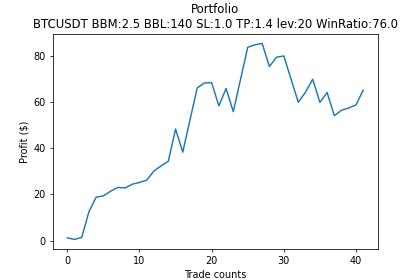 Portfolio
BTCUSDT BBM:2.5 BBL:140 SL:1.0 TP:1.4 lev:20 WinRatio:76.0
80
60
40
20
0
Profit ($)
0 10 20 30 40
Trade counts